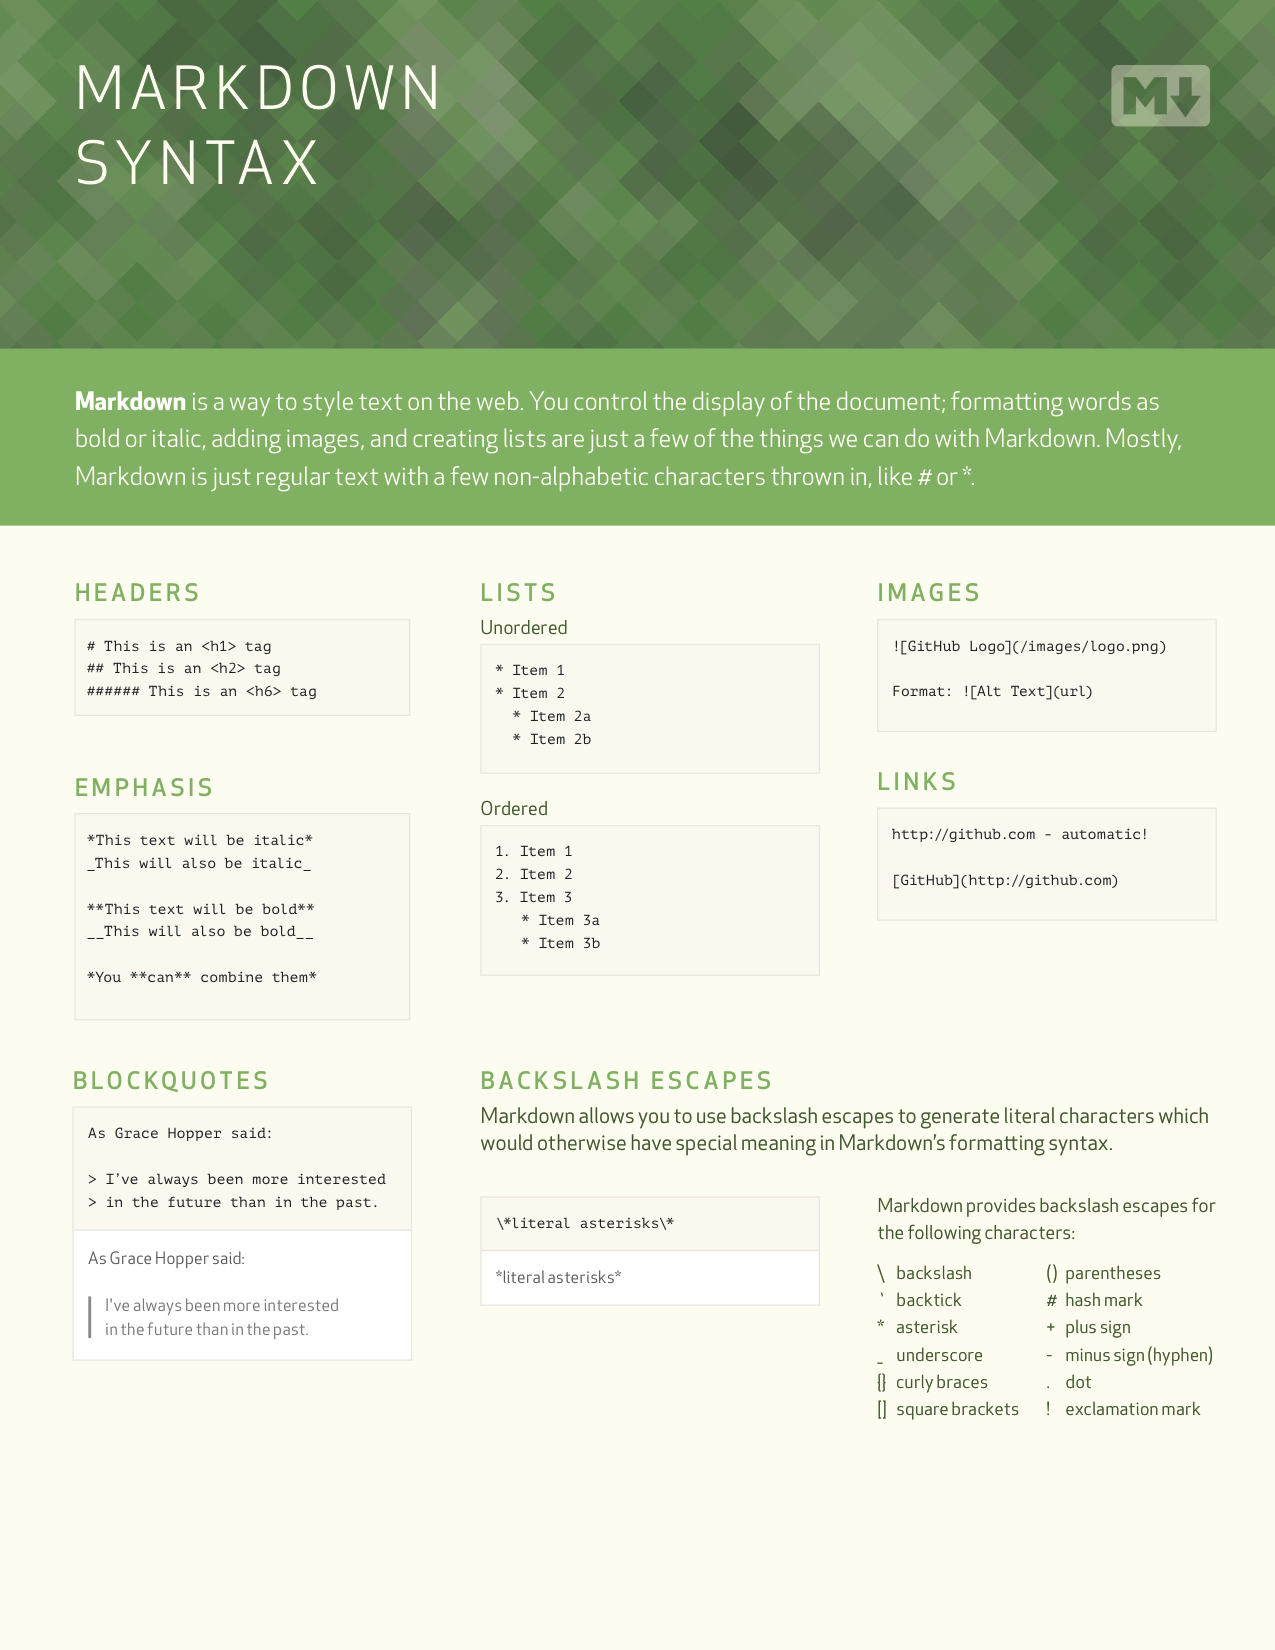 MARKDOWN
SYNTAX
M
Markdown is a way to style text on the web. You control the display of the document; formatting words as
bold or italic, adding images, and creating lists are just a few of the things we can do with Markdown. Mostly,
Markdown is just regular text with a few non-alphabetic characters thrown in, like # or *.
HEADERS
# This is an <h1> tag
## This is an <h2> tag
###### This is an <h6> tag
EMPHASIS
*This text will be italic*
_This will also be italic_
**This text will be bold**
__This will also be bold__
*You **can** combine them*
LISTS
Unordered
* Item 1
* Item 2
  * Item 2a
  * Item 2b
Ordered
1. Item 1
2. Item 2
3. Item 3
   * Item 3a
   * Item 3b
IMAGES
![GitHub Logo](/images/logo.png)
Format: ![Alt Text](url)
LINKS
http://github.com - automatic!
[GitHub](http://github.com)
BLOCKQUOTES
As Grace Hopper said:
> I've always been more interested
> in the future than in the past.
As Grace Hopper said:
I've always been more interested
in the future than in the past.
BACKSLASH ESCAPES
Markdown allows you to use backslash escapes to generate literal characters which
would otherwise have special meaning in Markdown's formatting syntax.
\*literal asterisks\*
*literal asterisks*
Markdown provides backslash escapes for
the following characters:
\ backslash
` backtick
* asterisk
_ underscore
{} curly braces
[] square brackets
() parentheses
# hash mark
+ plus sign
- minus sign (hyphen)
. dot
! exclamation mark